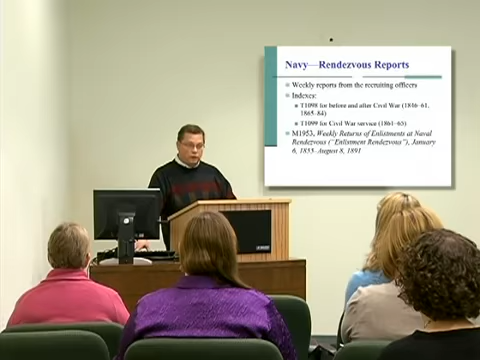 Navy—Rendezvous Reports
Weekly reports from the recruiting officers
Indexes:
T1098 for before and after Civil War (1846-61,
1865-84)
T1099 for Civil War service (1861-65)
M1953, Weekly Returns of Enlistments at Naval
Rendezvous ("Enlistment Rendezvous"), January
6, 1855–August 8, 1891